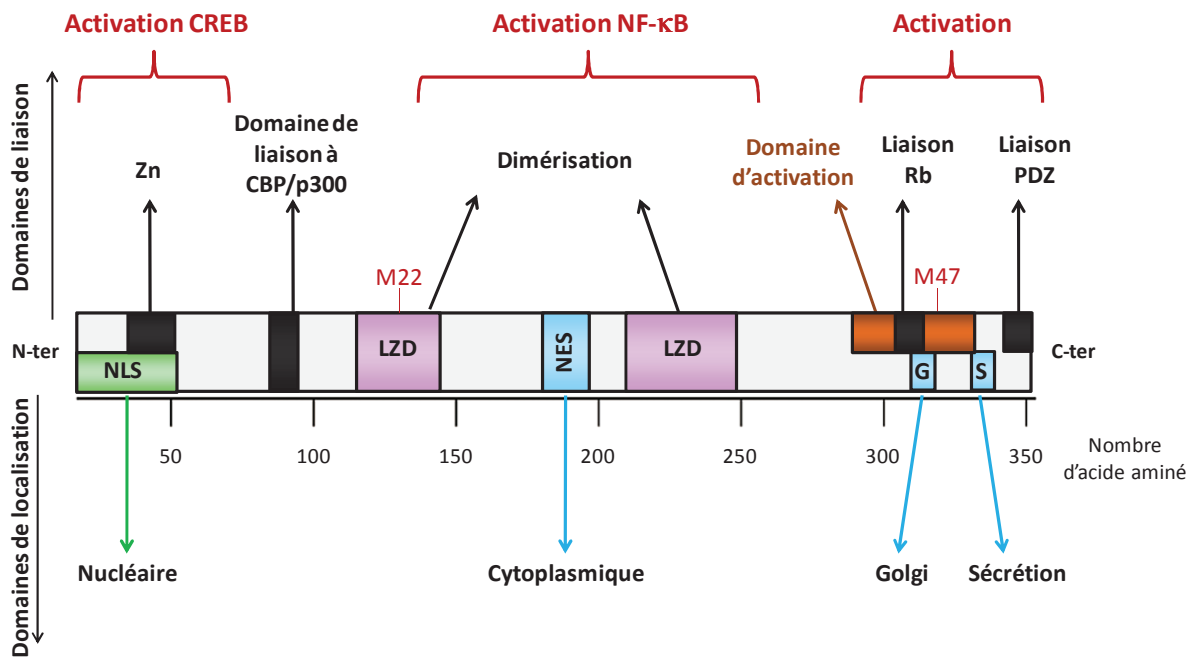 Activation CREB
Activation NF-κB
Activation
Domaines de liaison
Zn
Domaine de
liaison à
CBP/p300
Dimérisation
Domaine
d'activation
Liaison
Rb
Liaison
PDZ
M22
M47
N-ter
NLS
LZD
NES
LZD
G
S
C-ter
50
100
150
200
250
300
350
Nombre
d'acide aminé
Domaines de localisation
Nucléaire
Cytoplasmique
Golgi
Sécrétion